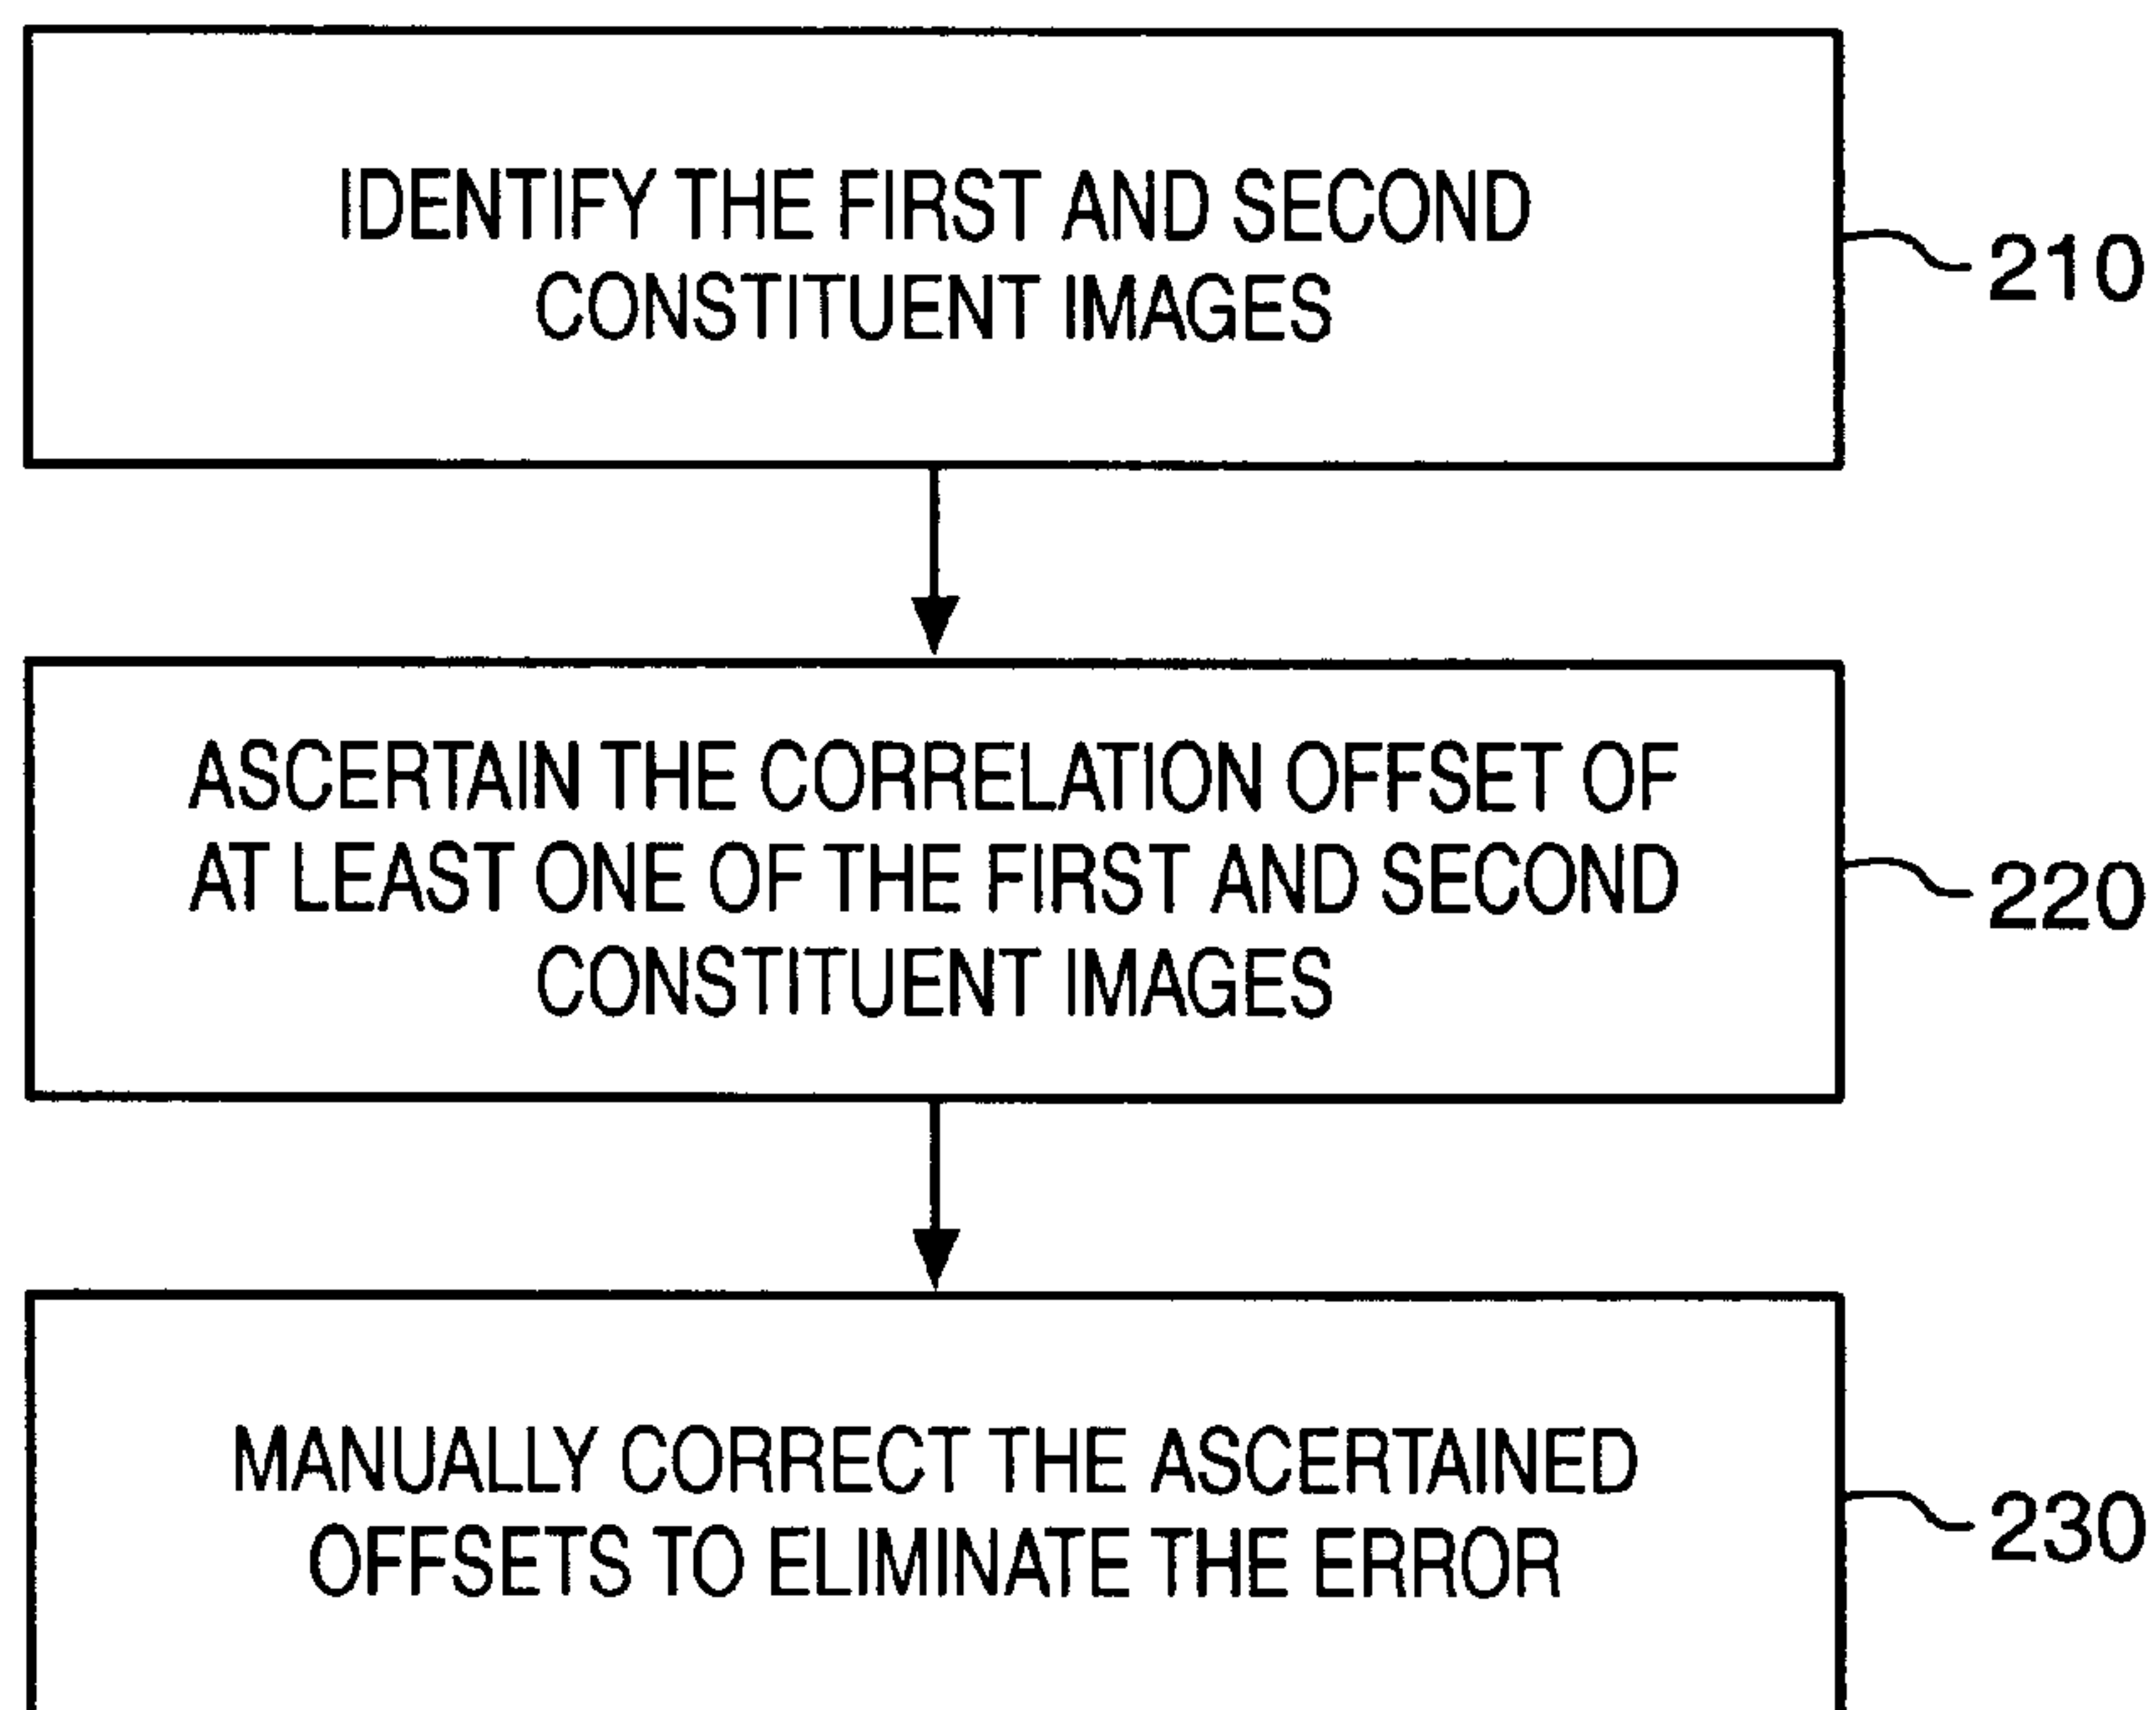 IDENTIFY THE FIRST AND SECOND
CONSTITUENT IMAGES
210
ASCERTAIN THE CORRELATION OFFSET OF
AT LEAST ONE OF THE FIRST AND SECOND
CONSTITUENT IMAGES
220
MANUALLY CORRECT THE ASCERTAINED
OFFSETS TO ELIMINATE THE ERROR
230